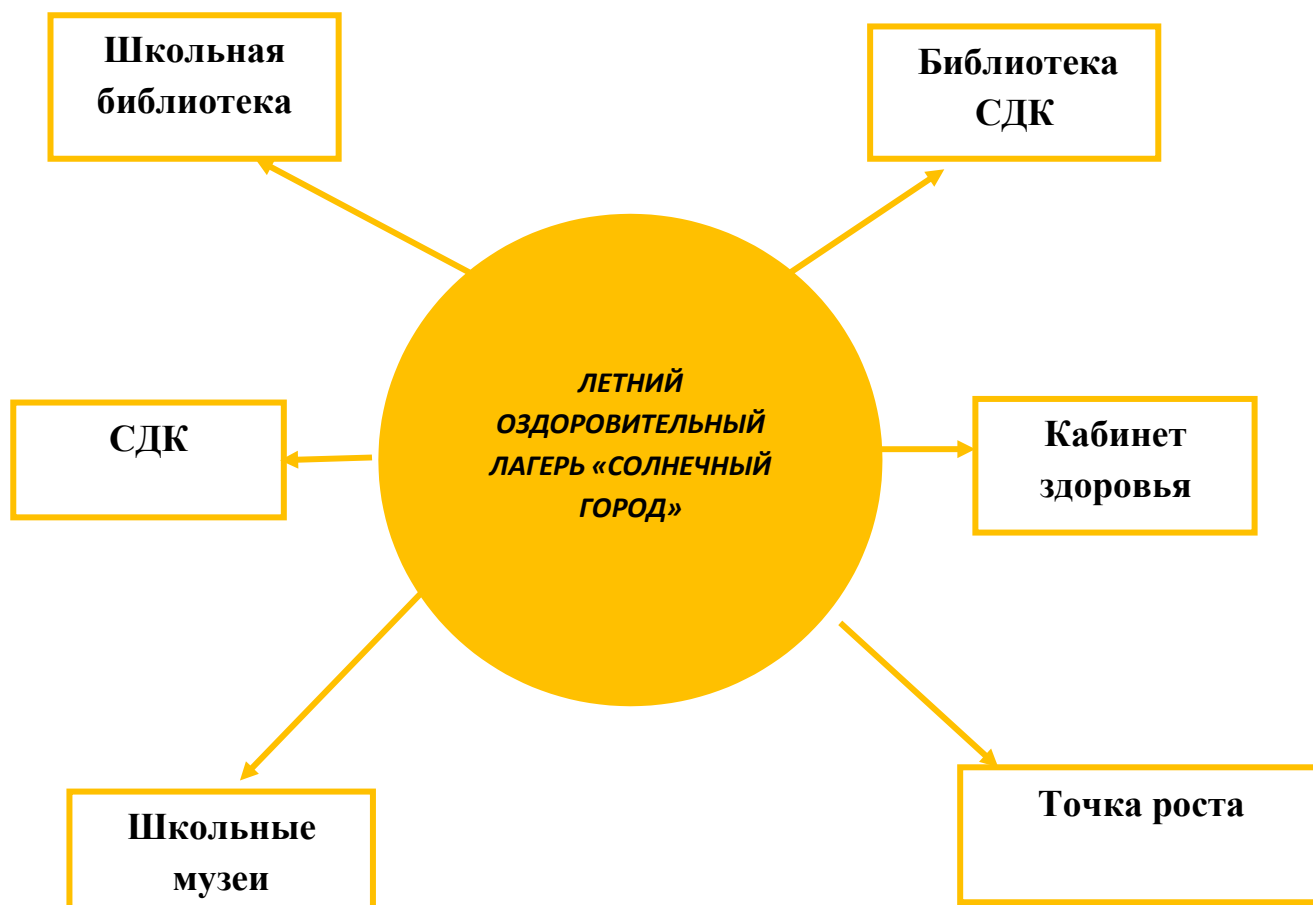 Школьная
библиотека
Библиотека
СДК
ЛЕТНИЙ
ОЗДОРОВИТЕЛЬНЫЙ
ЛАГЕРЬ «СОЛНЕЧНЫЙ
ГОРОД»
СДК
Кабинет
здоровья
Школьные
музеи
Точка роста